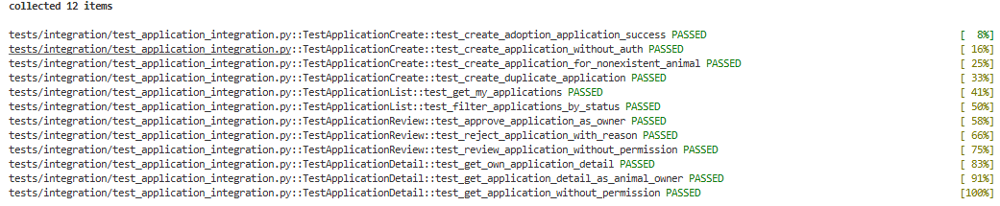 collected 12 items
tests/integration/test_application_integration.py::TestApplicationCreate::test_create_adoption_application_success PASSED [  8%]
tests/integration/test_application_integration.py::TestApplicationCreate::test_create_application_without_auth PASSED [ 16%]
tests/integration/test_application_integration.py::TestApplicationCreate::test_create_application_for_nonexistent_animal PASSED [ 25%]
tests/integration/test_application_integration.py::TestApplicationCreate::test_create_duplicate_application PASSED [ 33%]
tests/integration/test_application_integration.py::TestApplicationList::test_get_my_applications PASSED [ 41%]
tests/integration/test_application_integration.py::TestApplicationList::test_filter_applications_by_status PASSED [ 50%]
tests/integration/test_application_integration.py::TestApplicationReview::test_approve_application_as_owner PASSED [ 58%]
tests/integration/test_application_integration.py::TestApplicationReview::test_reject_application_with_reason PASSED [ 66%]
tests/integration/test_application_integration.py::TestApplicationReview::test_review_application_without_permission PASSED [ 75%]
tests/integration/test_application_integration.py::TestApplicationDetail::test_get_own_application_detail PASSED [ 83%]
tests/integration/test_application_integration.py::TestApplicationDetail::test_get_application_detail_as_animal_owner PASSED [ 91%]
tests/integration/test_application_integration.py::TestApplicationDetail::test_get_application_without_permission PASSED [100%]